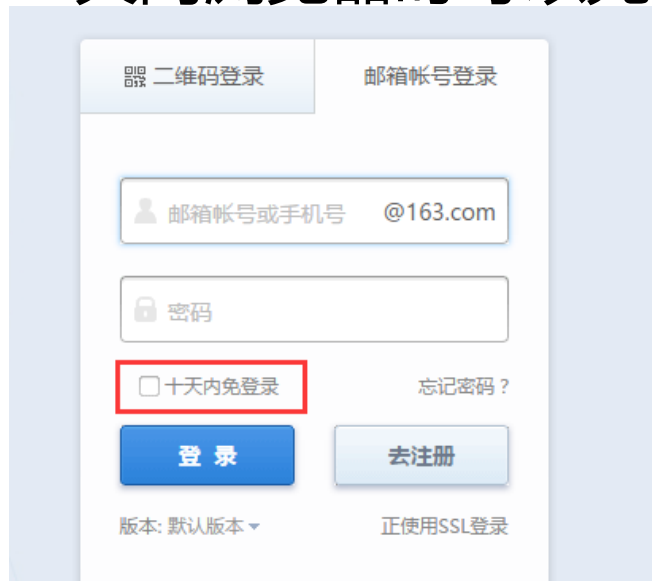 二维码登录
邮箱帐号登录
邮箱帐号或手机号 @163.com
密码
十天内免登录 忘记密码？
登 录 去注册
版本: 默认版本 正使用SSL登录